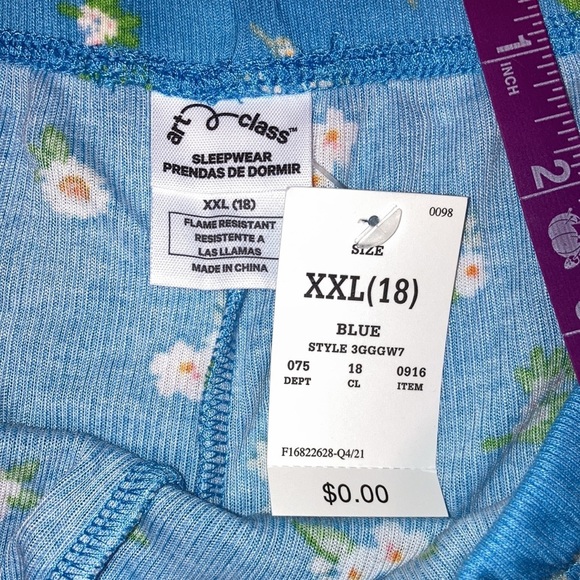 art class™
SLEEPWEAR
PRENDAS DE DORMIR
XXL (18)
FLAME RESISTANT
RESISTENTE A
LAS LLAMAS
MADE IN CHINA
0098
SIZE
XXL(18)
BLUE
STYLE 3GGGW7
075 18 0916
DEPT CL ITEM
F16822628-Q4/21
$0.00
1
INCH
2